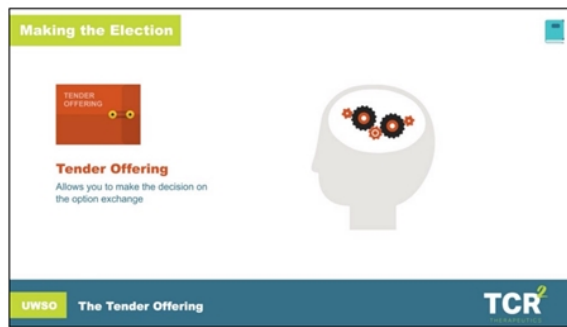 Making the Election
TENDER
OFFERING
Tender Offering
Allows you to make the decision on
the option exchange
UWSO The Tender Offering
TCR2
THERAPEUTICS